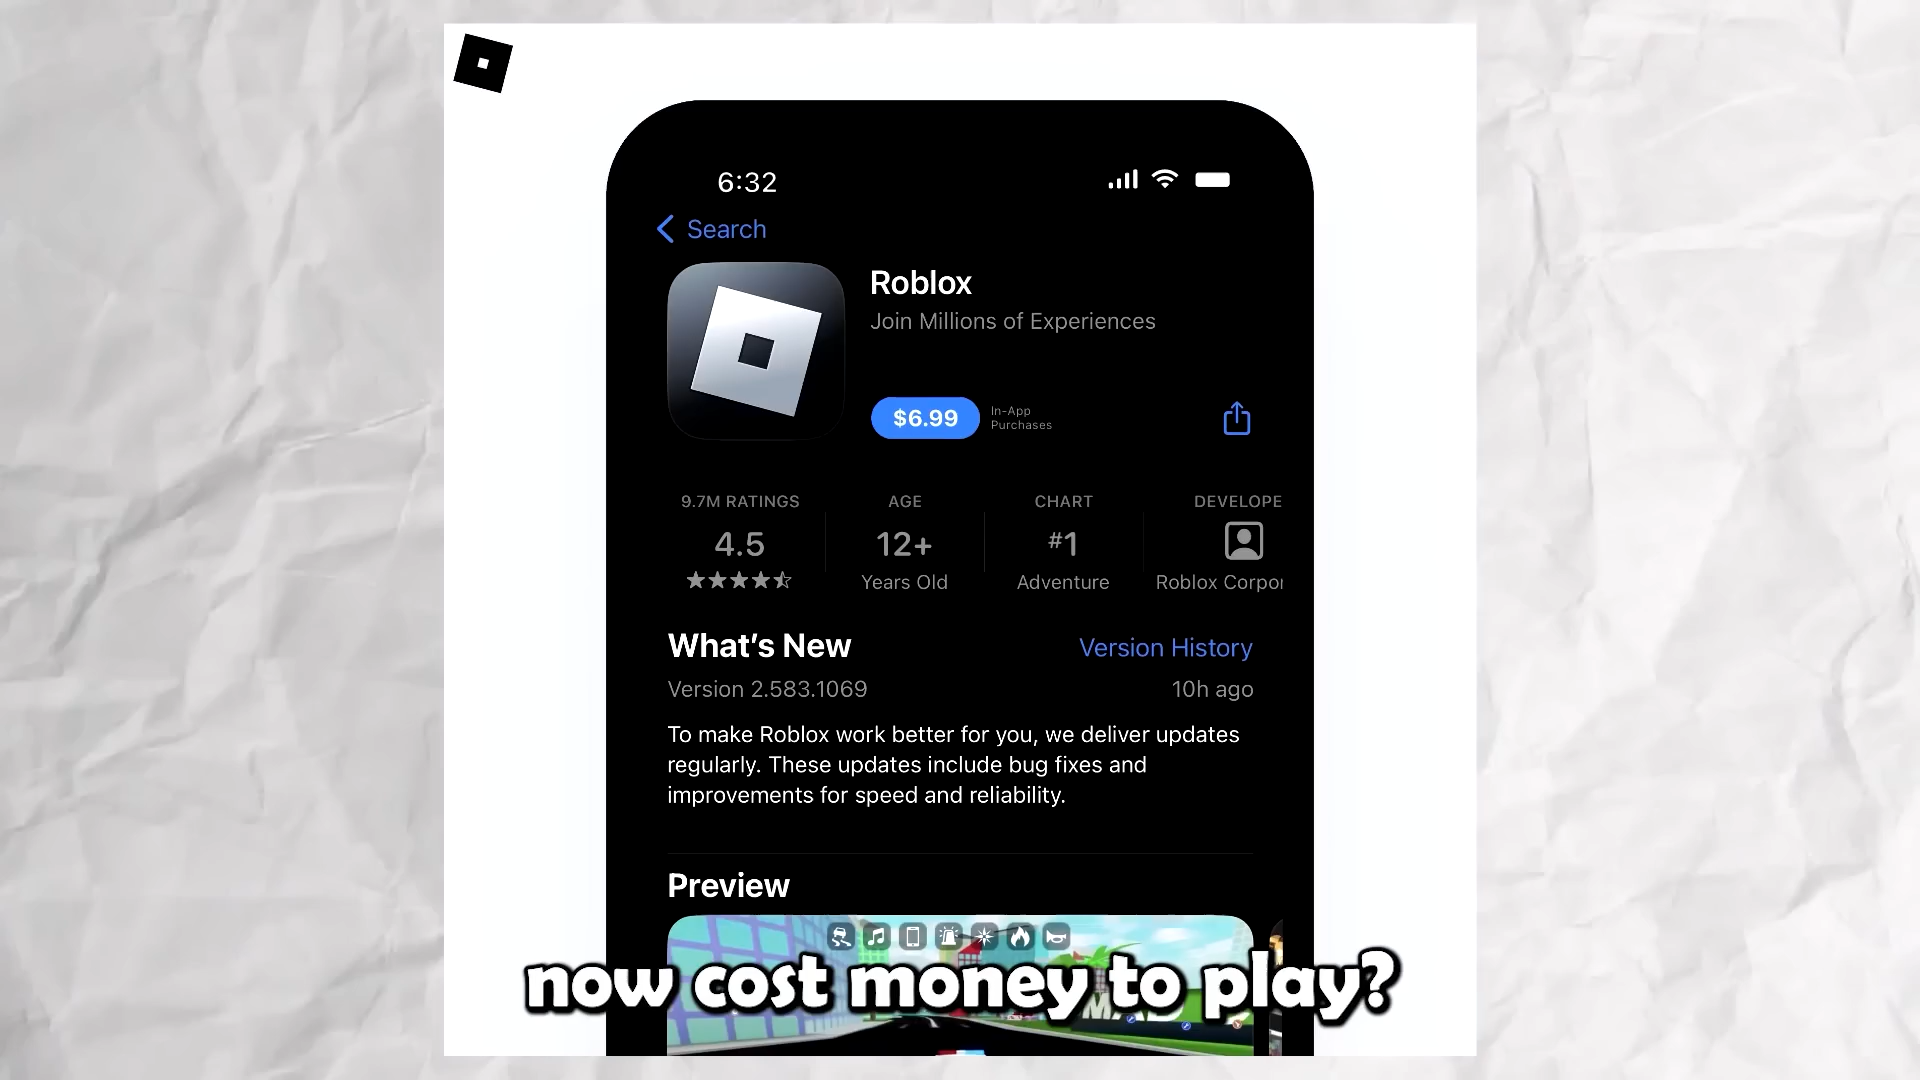 6:32
Search
Roblox
Join Millions of Experiences
$6.99
In-App
Purchases
9.7M RATINGS
AGE
CHART
DEVELOPE
4.5
12+
#1
Years Old
Adventure
Roblox Corpor
What's New
Version History
Version 2.583.1069
10h ago
To make Roblox work better for you, we deliver updates
regularly. These updates include bug fixes and
improvements for speed and reliability.
Preview
now cost money to play?